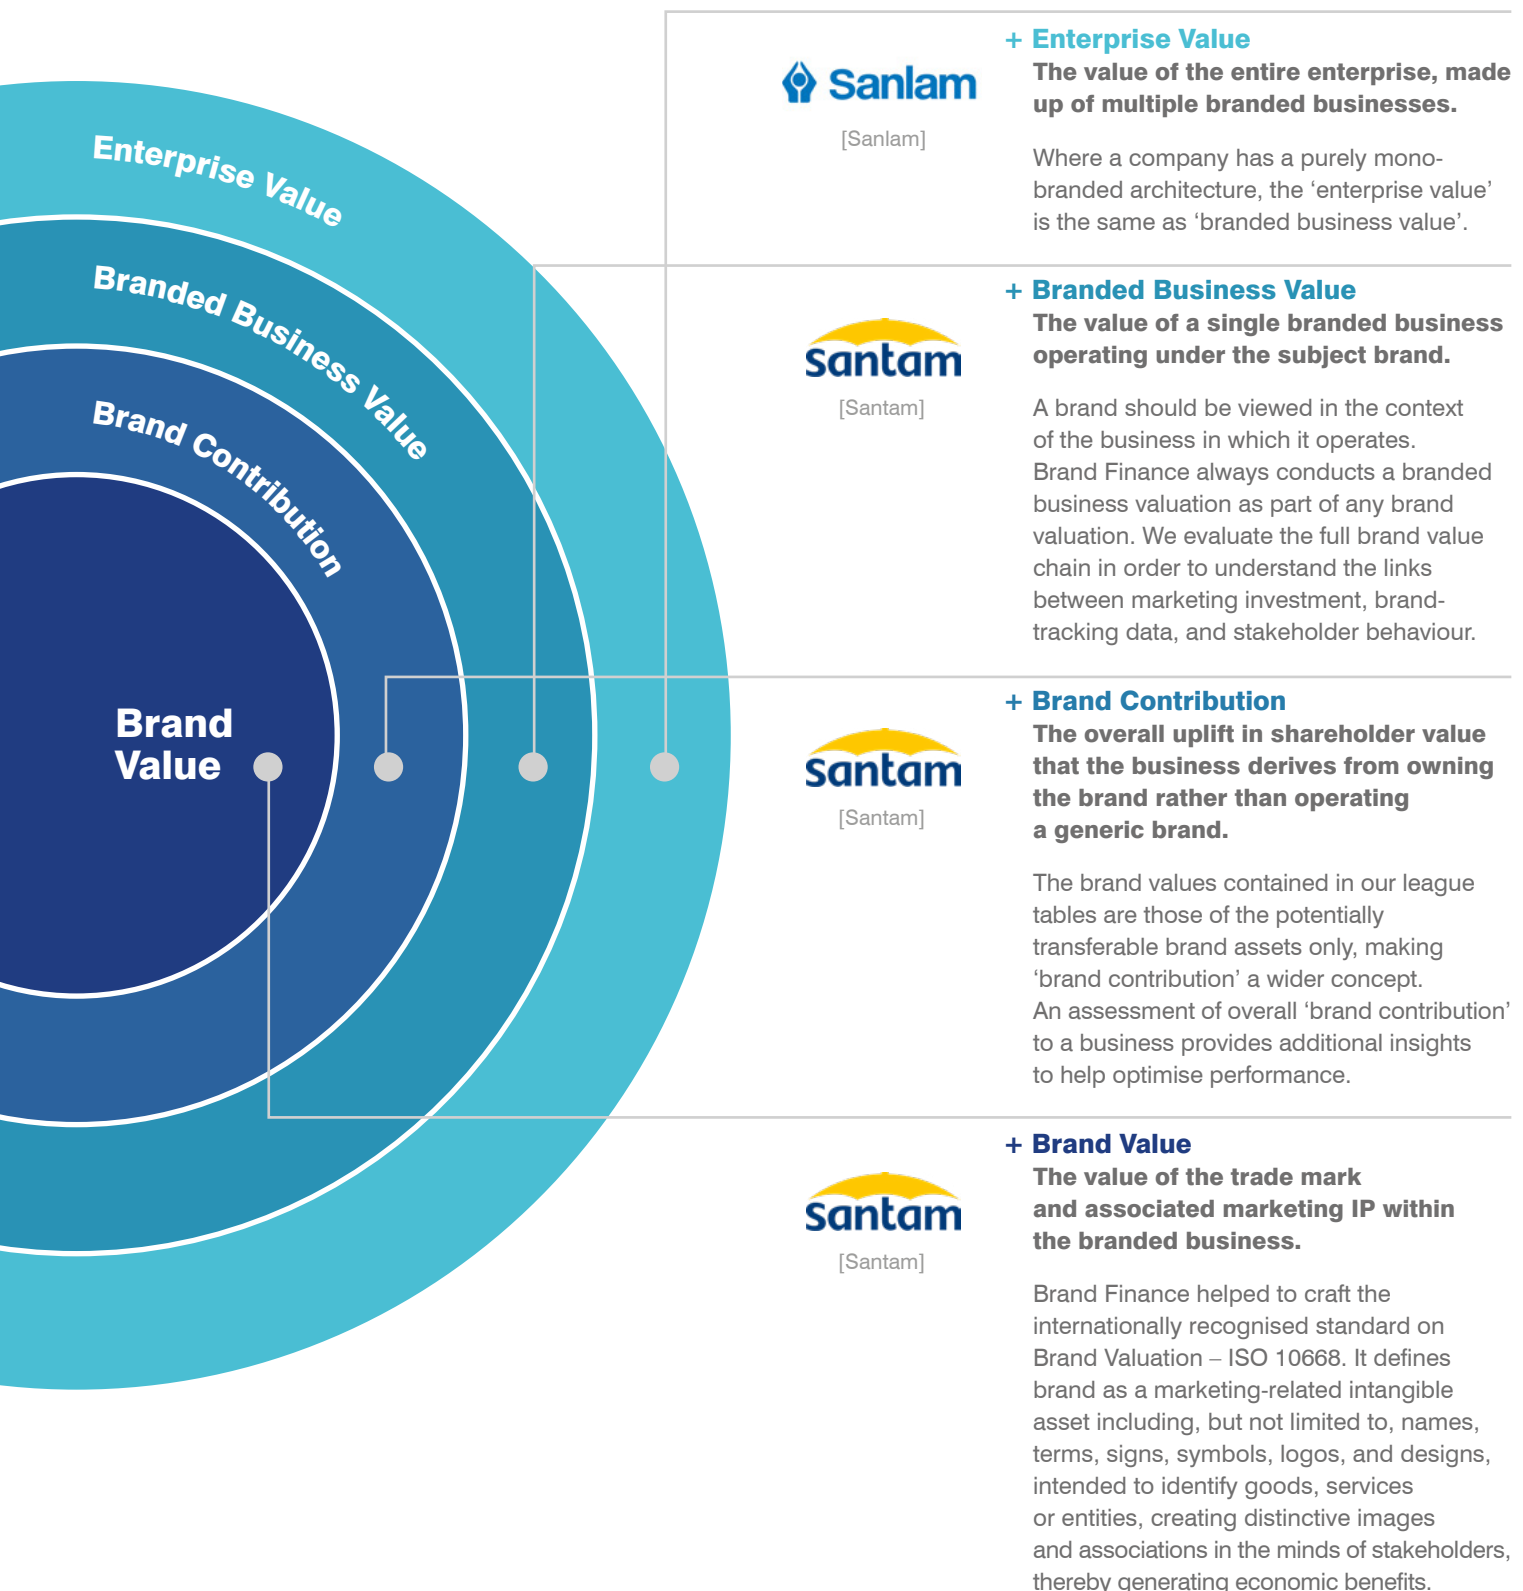 Enterprise Value
Branded Business Value
Brand Contribution
Brand
Value
Sanlam
[Sanlam]
+ Enterprise Value
The value of the entire enterprise, made
up of multiple branded businesses.
Where a company has a purely mono-
branded architecture, the ‘enterprise value’
is the same as ‘branded business value’.
santam
[Santam]
+ Branded Business Value
The value of a single branded business
operating under the subject brand.
A brand should be viewed in the context
of the business in which it operates.
Brand Finance always conducts a branded
business valuation as part of any brand
valuation. We evaluate the full brand value
chain in order to understand the links
between marketing investment, brand-
tracking data, and stakeholder behaviour.
santam
[Santam]
+ Brand Contribution
The overall uplift in shareholder value
that the business derives from owning
the brand rather than operating
a generic brand.
The brand values contained in our league
tables are those of the potentially
transferable brand assets only, making
‘brand contribution’ a wider concept.
An assessment of overall ‘brand contribution’
to a business provides additional insights
to help optimise performance.
santam
[Santam]
+ Brand Value
The value of the trade mark
and associated marketing IP within
the branded business.
Brand Finance helped to craft the
internationally recognised standard on
Brand Valuation – ISO 10668. It defines
brand as a marketing-related intangible
asset including, but not limited to, names,
terms, signs, symbols, logos, and designs,
intended to identify goods, services
or entities, creating distinctive images
and associations in the minds of stakeholders,
thereby generating economic benefits.